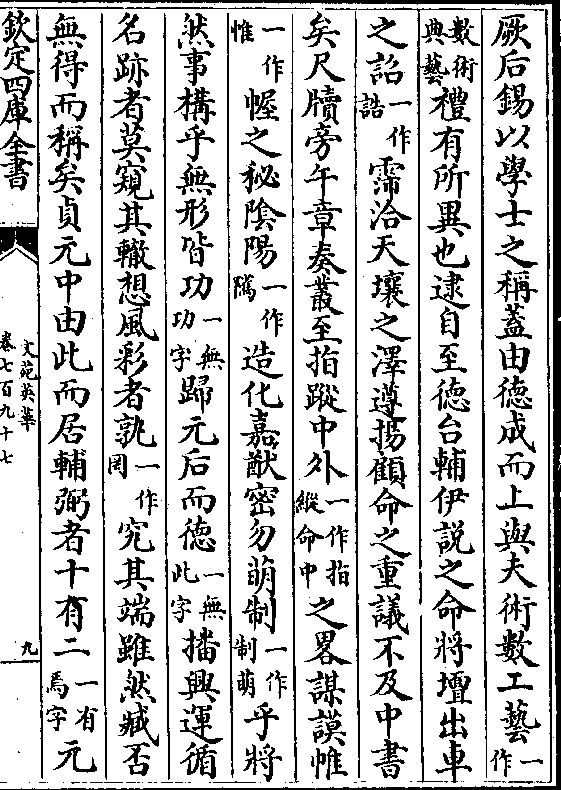 厥后錫以學士之稱蓋由德成而上與夫術數工藝一作
數術典藝禮有所異也逮自至德台輔伊説之命將壇出車
之詔一作誥霈洽天壤之澤遵揚顧命之重議不及中書
矣尺牘旁午章奏叢至指蹤中外一作指縱命中之畧謀謨帷
一作惟幄之秘陰陽一作隲造化嘉猷密勿萌制一作制萌乎將
然事搆乎無形皆功一無功字歸元后而德一無此字播興運循
名跡者莫窺其轍想風彩者孰一作罔究其端雖然臧否
無得而稱矣貞元中由此而居輔弼者十有二一有焉字元
欽定四庫全書
文苑英華
卷七百九十七
九